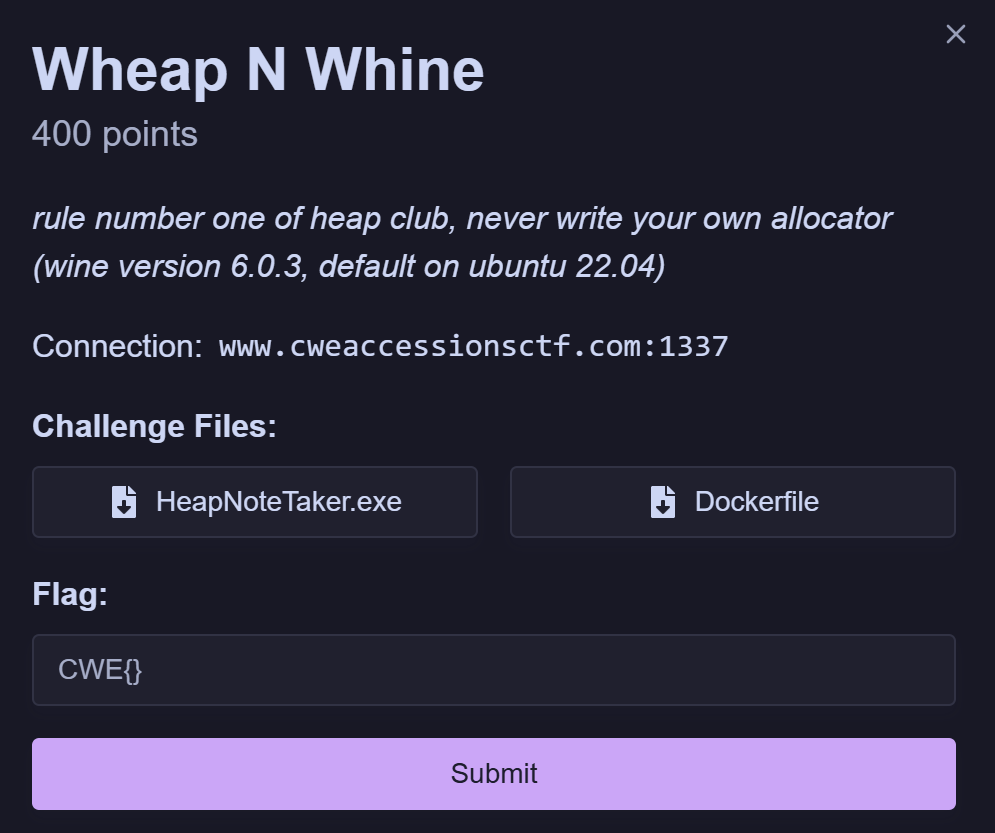 Wheap N Whine
400 points
rule number one of heap club, never write your own allocator
(wine version 6.0.3, default on ubuntu 22.04)
Connection: www.cweaccessionsctf.com:1337
Challenge Files:
HeapNoteTaker.exe
Dockerfile
Flag:
CWE{}
Submit